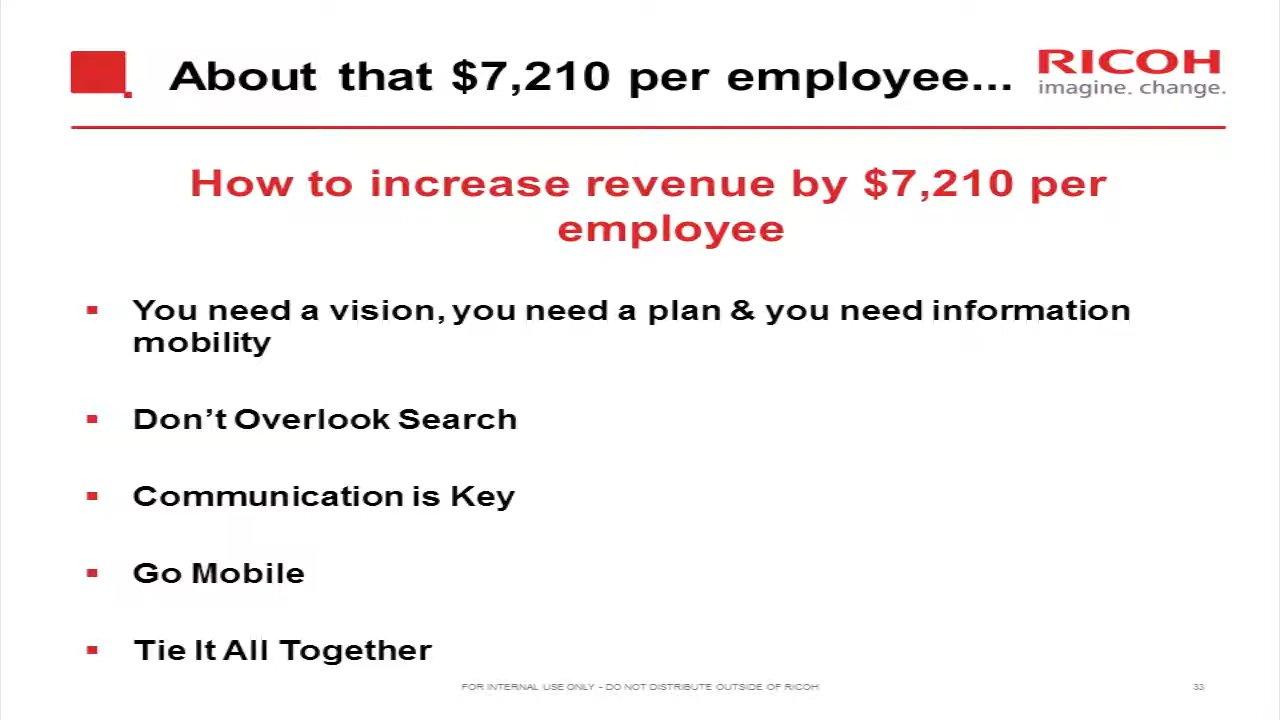 About that $7,210 per employee...
RICOH
imagine. change.
How to increase revenue by $7,210 per
employee
▪ You need a vision, you need a plan & you need information
mobility
▪ Don’t Overlook Search
▪ Communication is Key
▪ Go Mobile
▪ Tie It All Together
FOR INTERNAL USE ONLY - DO NOT DISTRIBUTE OUTSIDE OF RICOH
33